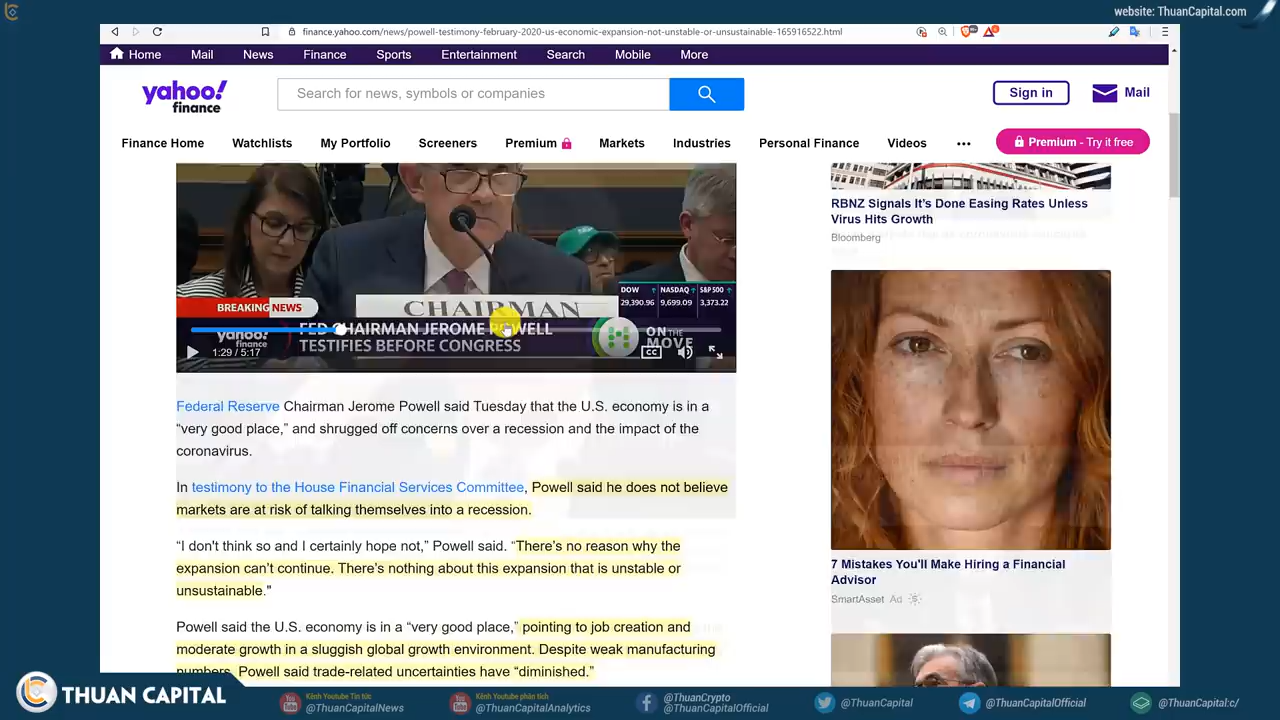 website: ThuanCapital.com
finance.yahoo.com/news/powell-testimony-february-2020-us-economic-expansion-not-unstable-or-unsustainable-165916522.html
Home Mail News Finance Sports Entertainment Search Mobile More
yahoo!
finance
Search for news, symbols or companies
Sign in
Mail
Finance Home Watchlists My Portfolio Screeners Premium Markets Industries Personal Finance Videos ...
Premium - Try it free
CHAIRMAN
DOW NASDAQ S&P 500
29,390.96 9,699.09 3,373.22
BREAKING NEWS
FED CHAIRMAN JEROME POWELL
TESTIFIES BEFORE CONGRESS
yahoo!
finance
ON THE
MOVE
1:29 / 5:17
CC
Federal Reserve Chairman Jerome Powell said Tuesday that the U.S. economy is in a
“very good place,” and shrugged off concerns over a recession and the impact of the
coronavirus.
In testimony to the House Financial Services Committee, Powell said he does not believe
markets are at risk of talking themselves into a recession.
“I don't think so and I certainly hope not,” Powell said. “There’s no reason why the
expansion can’t continue. There’s nothing about this expansion that is unstable or
unsustainable."
Powell said the U.S. economy is in a “very good place,” pointing to job creation and
moderate growth in a sluggish global growth environment. Despite weak manufacturing
numbers, Powell said trade-related uncertainties have “diminished.”
RBNZ Signals It’s Done Easing Rates Unless
Virus Hits Growth
Bloomberg
7 Mistakes You'll Make Hiring a Financial
Advisor
SmartAsset Ad
THUAN CAPITAL
Kênh Youtube Tin tức
@ThuanCapitalNews
Kênh Youtube phân tích
@ThuanCapitalAnalytics
@ThuanCrypto
@ThuanCapitalOfficial
@ThuanCapital
@ThuanCapitalOfficial
@ThuanCapital:c/